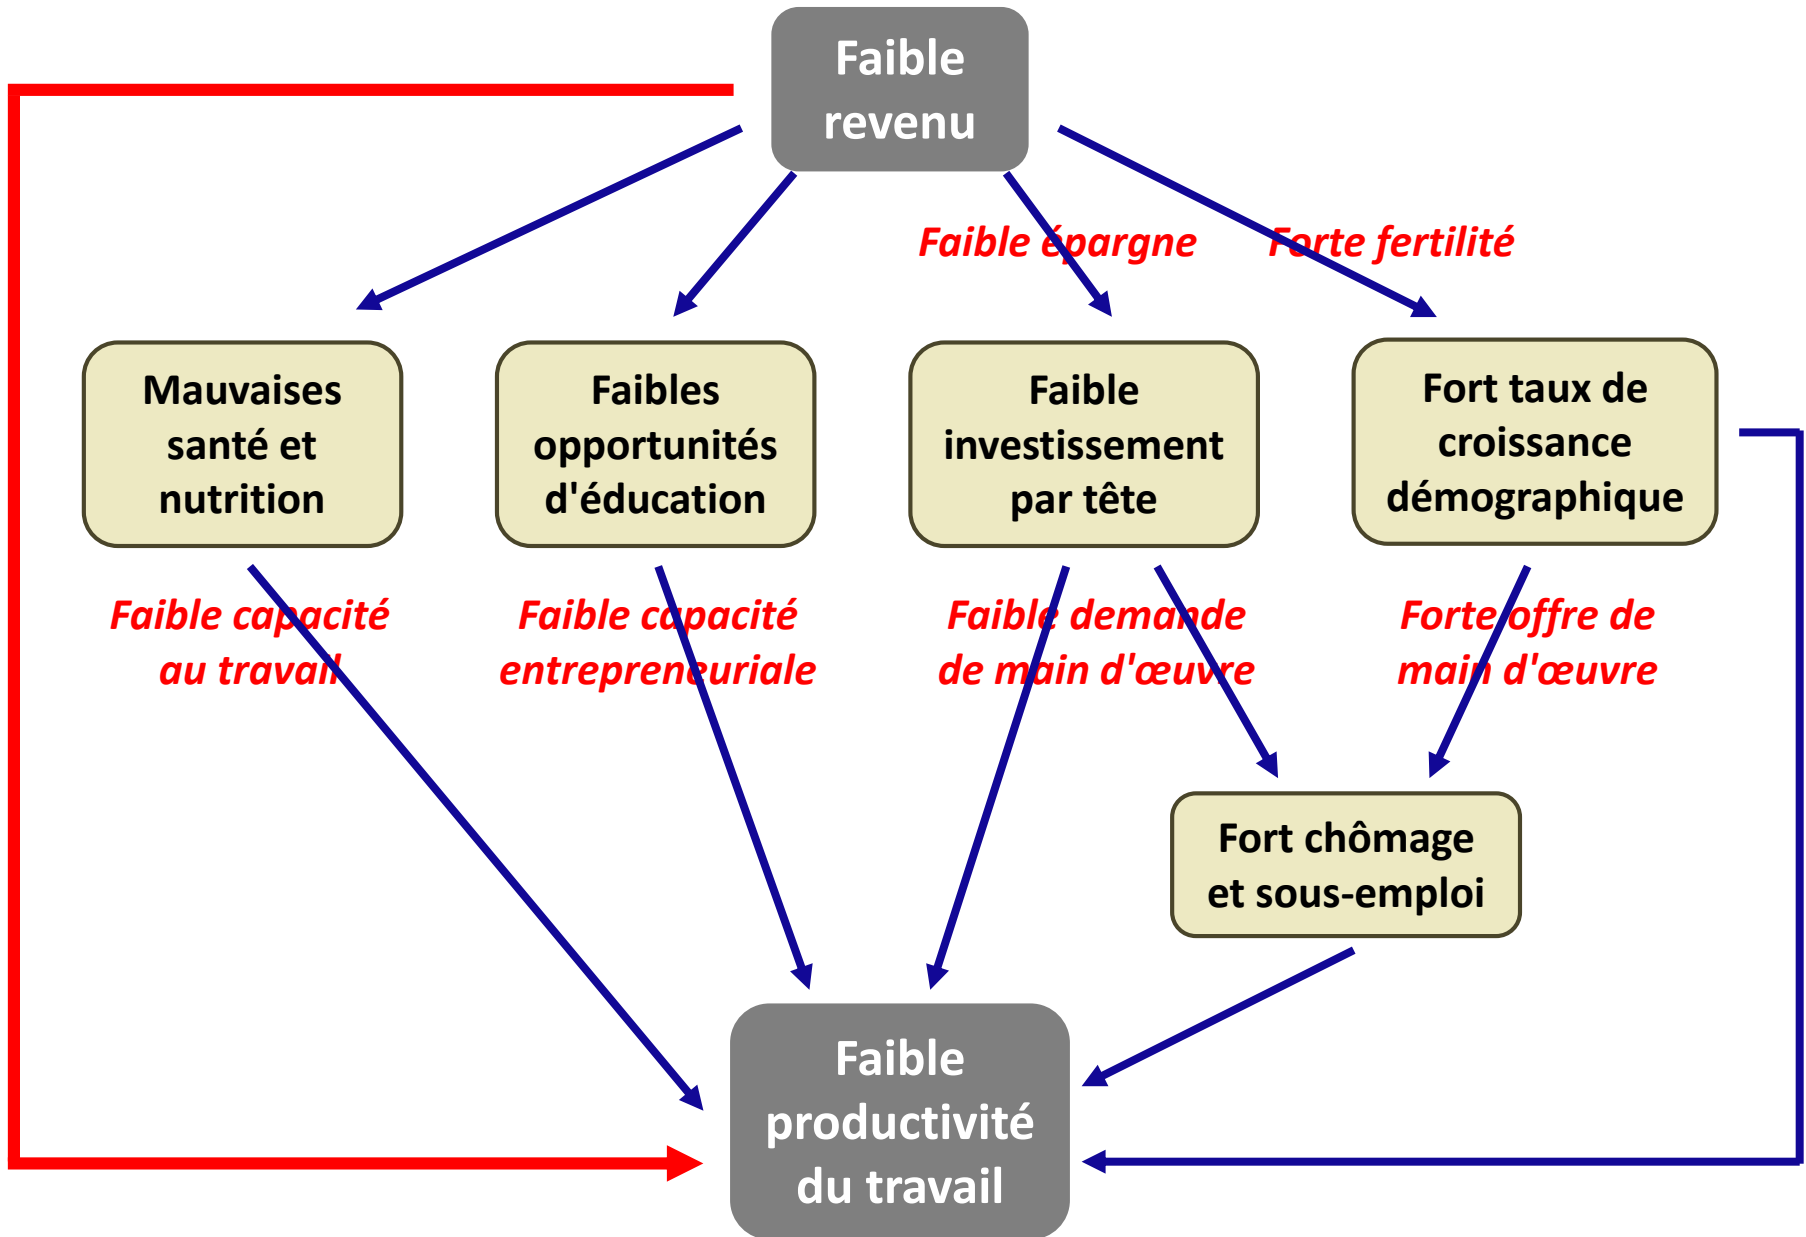 Faible
revenu
Faible épargne
Forte fertilité
Mauvaises
santé et
nutrition
Faibles
opportunités
d'éducation
Faible
investissement
par tête
Fort taux de
croissance
démographique
Faible capacité
au travail
Faible capacité
entrepreneuriale
Faible demande
de main d'œuvre
Forte offre de
main d'œuvre
Fort chômage
et sous-emploi
Faible
productivité
du travail